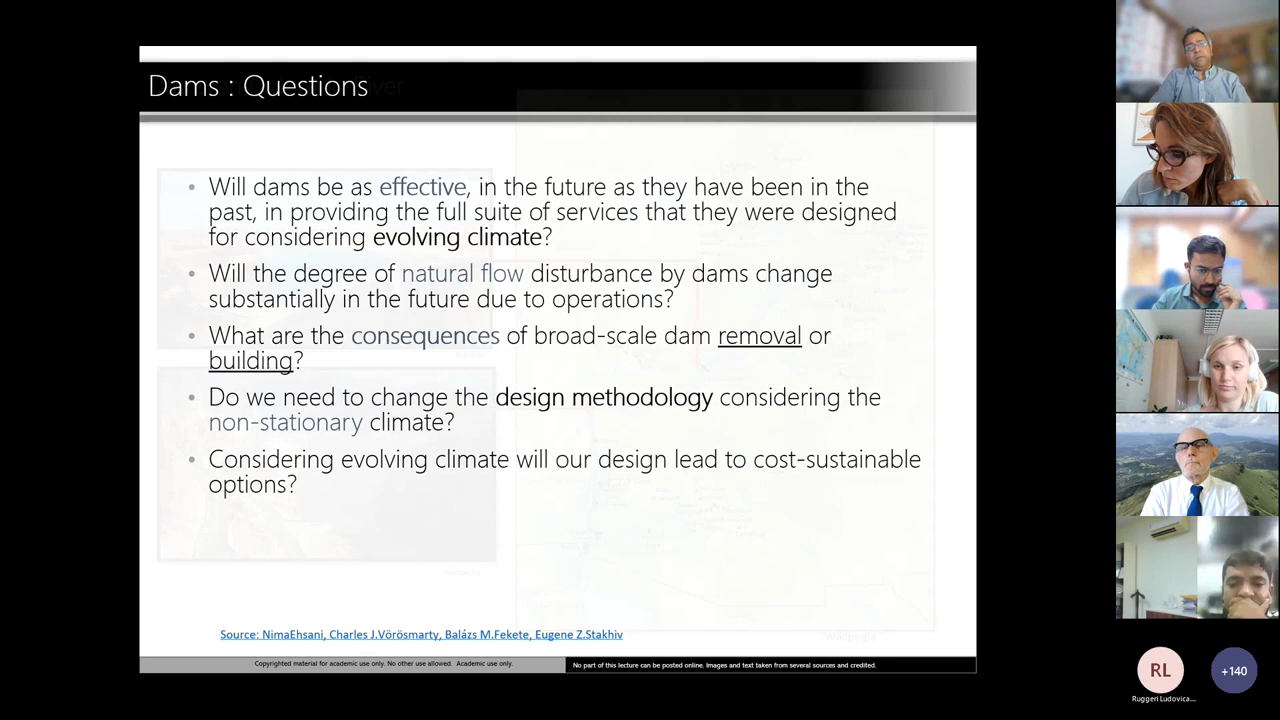 Dams : Questions
• Will dams be as effective, in the future as they have been in the
past, in providing the full suite of services that they were designed
for considering evolving climate?
• Will the degree of natural flow disturbance by dams change
substantially in the future due to operations?
• What are the consequences of broad-scale dam removal or
building?
• Do we need to change the design methodology considering the
non-stationary climate?
• Considering evolving climate will our design lead to cost-sustainable
options?
Wikipedia
Source: NimaEhsani, Charles J.Vörösmarty, Balázs M.Fekete, Eugene Z.Stakhiv
Wikipedia
Copyrighted material for academic use only. No other use allowed. Academic use only.
No part of this lecture can be posted online. Images and text taken from several sources and credited.
RL
+140
Ruggeri Ludovica...